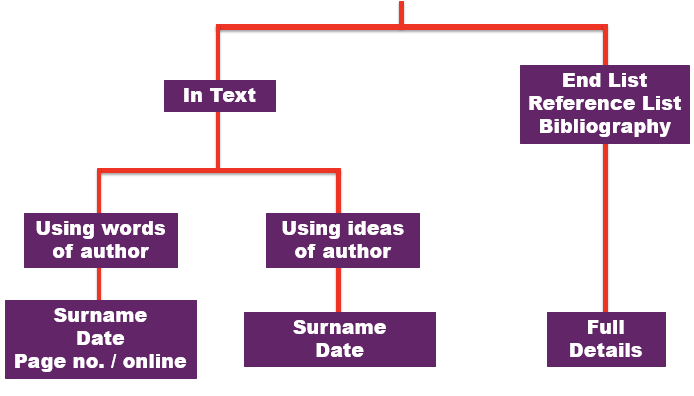 In Text
End List
Reference List
Bibliography
Using words
of author
Using ideas
of author
Surname
Date
Page no. / online
Surname
Date
Full
Details